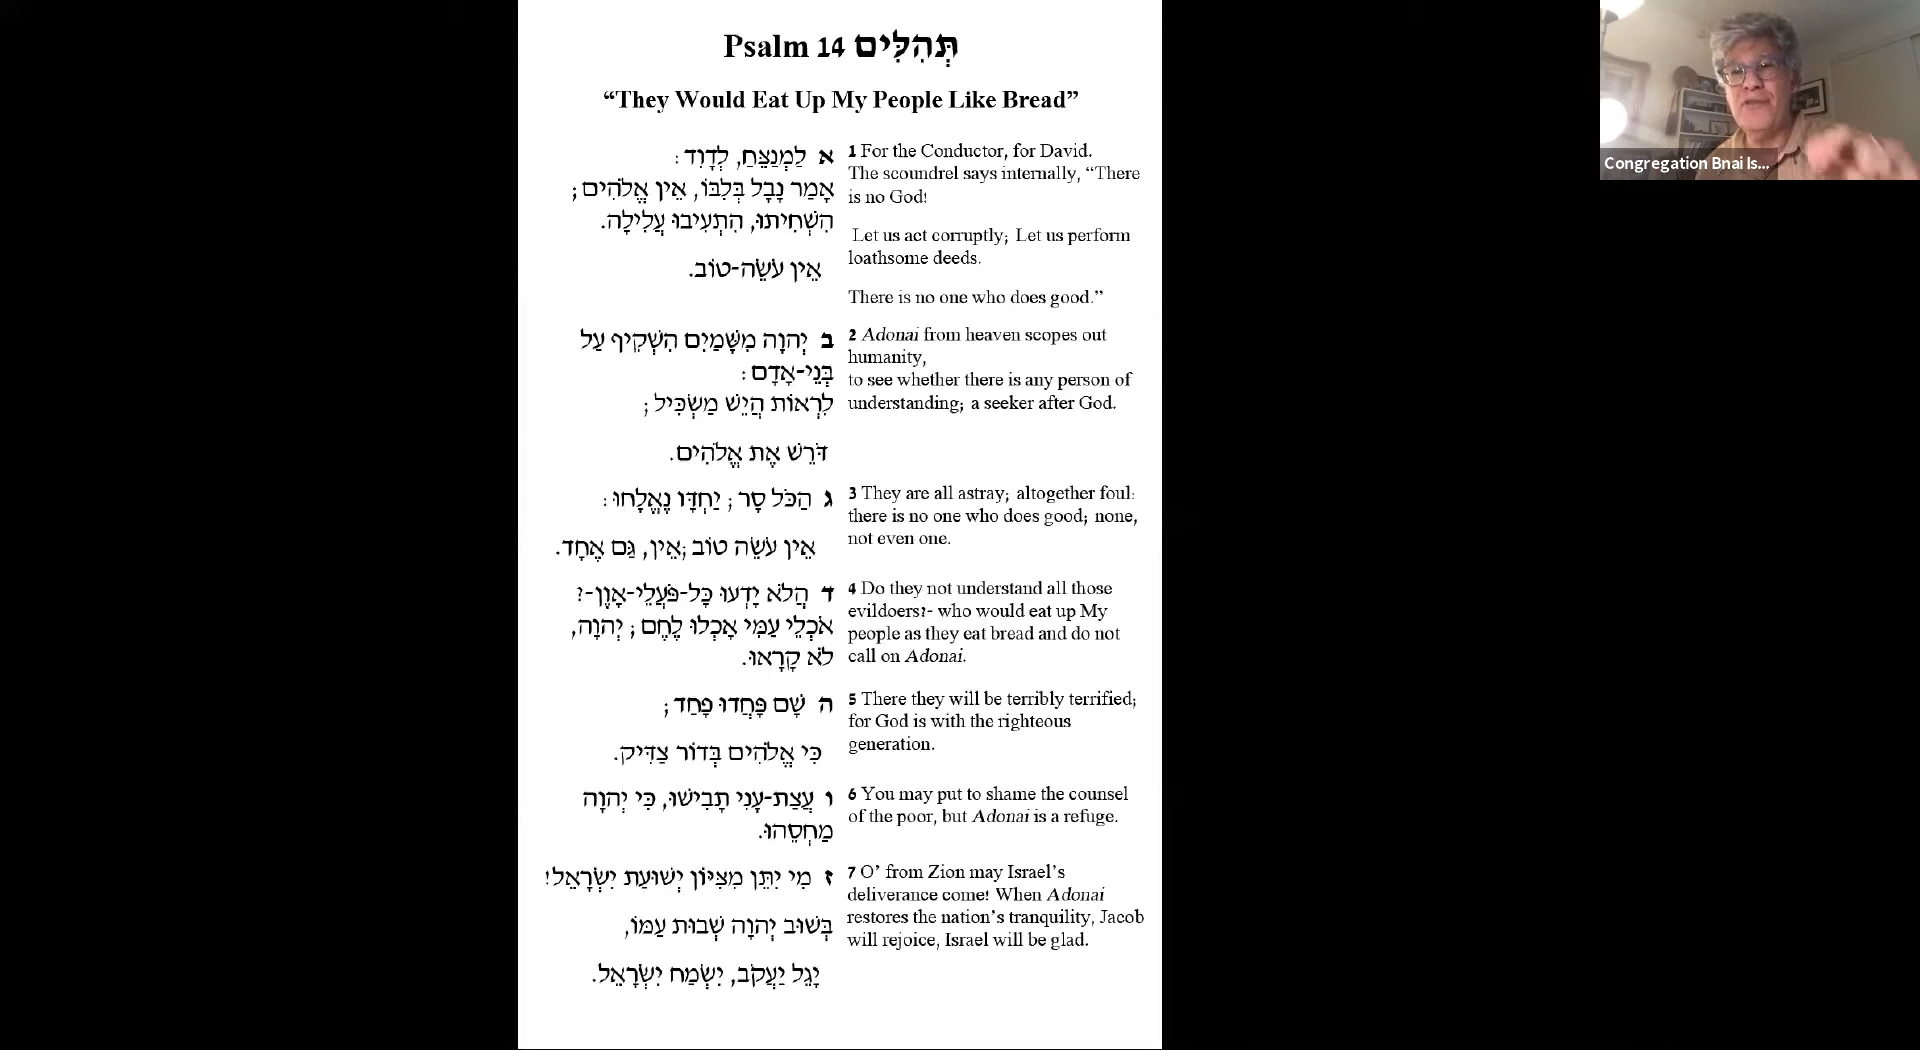 Psalm 14 תְּהִלִּים
“They Would Eat Up My People Like Bread”
א לַמְנַצֵּחַ, לְדָוִד:
אָמַר נָבָל בְּלִבּוֹ, אֵין אֱלֹהִים;
הִשְׁחִיתוּ, הִתְעִיבוּ עֲלִילָה.
אֵין עֹשֵׂה-טוֹב.
1 For the Conductor, for David.
The scoundrel says internally, “There
is no God!
Let us act corruptly; Let us perform
loathsome deeds.
There is no one who does good.”
ב יְהוָה מִשָּׁמַיִם הִשְׁקִיף עַל
בְּנֵי-אָדָם:
לִרְאוֹת הֲיֵשׁ מַשְׂכִּיל;
דֹּרֵשׁ אֶת אֱלֹהִים.
2 Adonai from heaven scopes out
humanity,
to see whether there is any person of
understanding; a seeker after God.
ג הַכֹּל סָר; יַחְדָּו נֶאֱלָחוּ:
אֵין עֹשֵׂה טוֹב; אֵין, גַּם אֶחָד.
3 They are all astray; altogether foul:
there is no one who does good; none,
not even one.
ד הֲלֹא יָדְעוּ כָּל-פֹּעֲלֵי-אָוֶן-?
אֹכְלֵי עַמִּי אָכְלוּ לֶחֶם; יְהוָה,
לֹא קָרָאוּ.
4 Do they not understand all those
evildoers?- who would eat up My
people as they eat bread and do not
call on Adonai.
ה שָׁם פָּחֲדוּ פָחַד;
כִּי אֱלֹהִים בְּדוֹר צַדִּיק.
5 There they will be terribly terrified;
for God is with the righteous
generation.
ו עֲצַת-עָנִי תָבִישׁוּ, כִּי יְהוָה
מַחְסֵהוּ.
6 You may put to shame the counsel
of the poor, but Adonai is a refuge.
ז מִי יִתֵּן מִצִּיּוֹן יְשׁוּעַת יִשְׂרָאֵל!
בְּשׁוּב יְהוָה שְׁבוּת עַמּוֹ,
יָגֵל יַעֲקֹב, יִשְׂמַח יִשְׂרָאֵל.
7 O’ from Zion may Israel’s
deliverance come! When Adonai
restores the nation’s tranquility, Jacob
will rejoice, Israel will be glad.
Congregation Bnai Is...